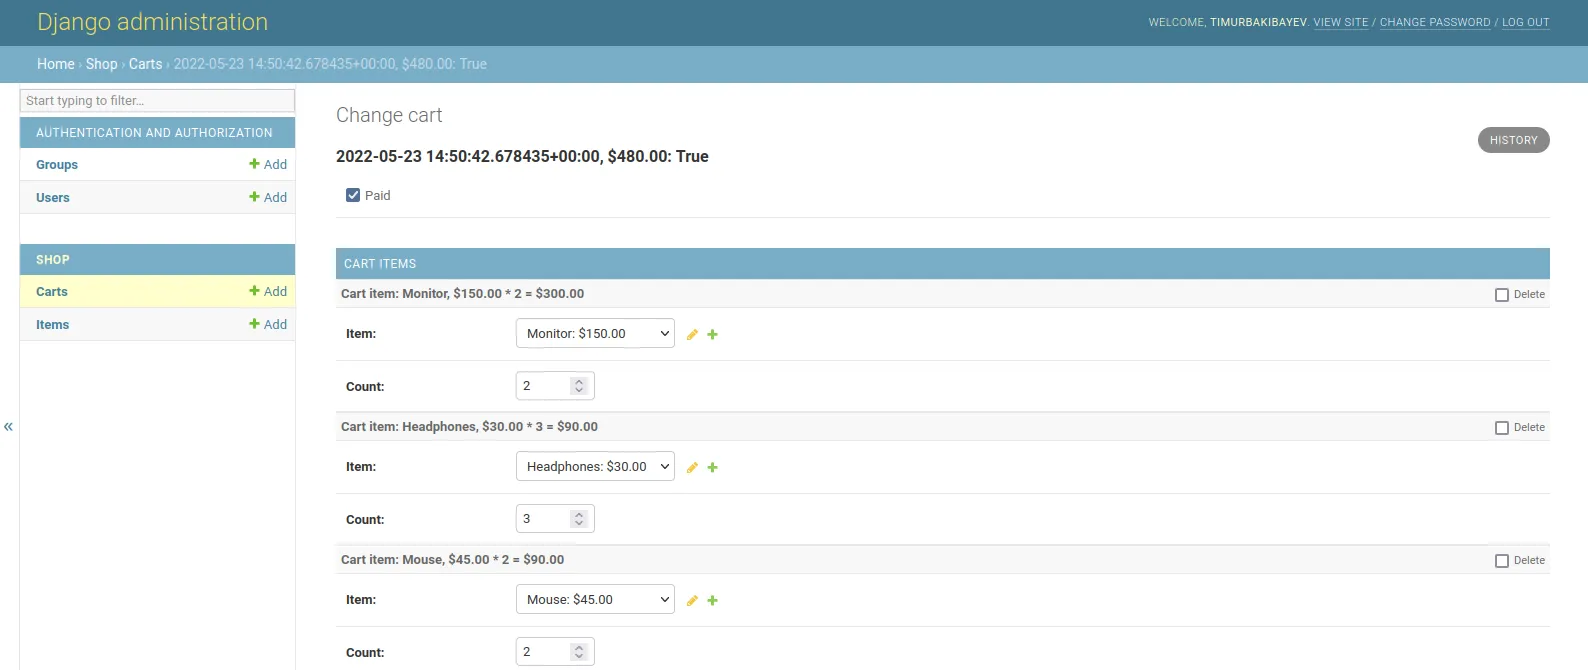 Django administration
WELCOME, TIMURBAKIBAYEV. VIEW SITE / CHANGE PASSWORD / LOG OUT
Home › Shop › Carts › 2022-05-23 14:50:42.678435+00:00, $480.00: True
Start typing to filter...
AUTHENTICATION AND AUTHORIZATION
Groups + Add
Users + Add
SHOP
Carts + Add
Items + Add
«
Change cart
2022-05-23 14:50:42.678435+00:00, $480.00: True
HISTORY
Paid
CART ITEMS
Cart item: Monitor, $150.00 * 2 = $300.00 Delete
Item: Monitor: $150.00
Count: 2
Cart item: Headphones, $30.00 * 3 = $90.00 Delete
Item: Headphones: $30.00
Count: 3
Cart item: Mouse, $45.00 * 2 = $90.00 Delete
Item: Mouse: $45.00
Count: 2